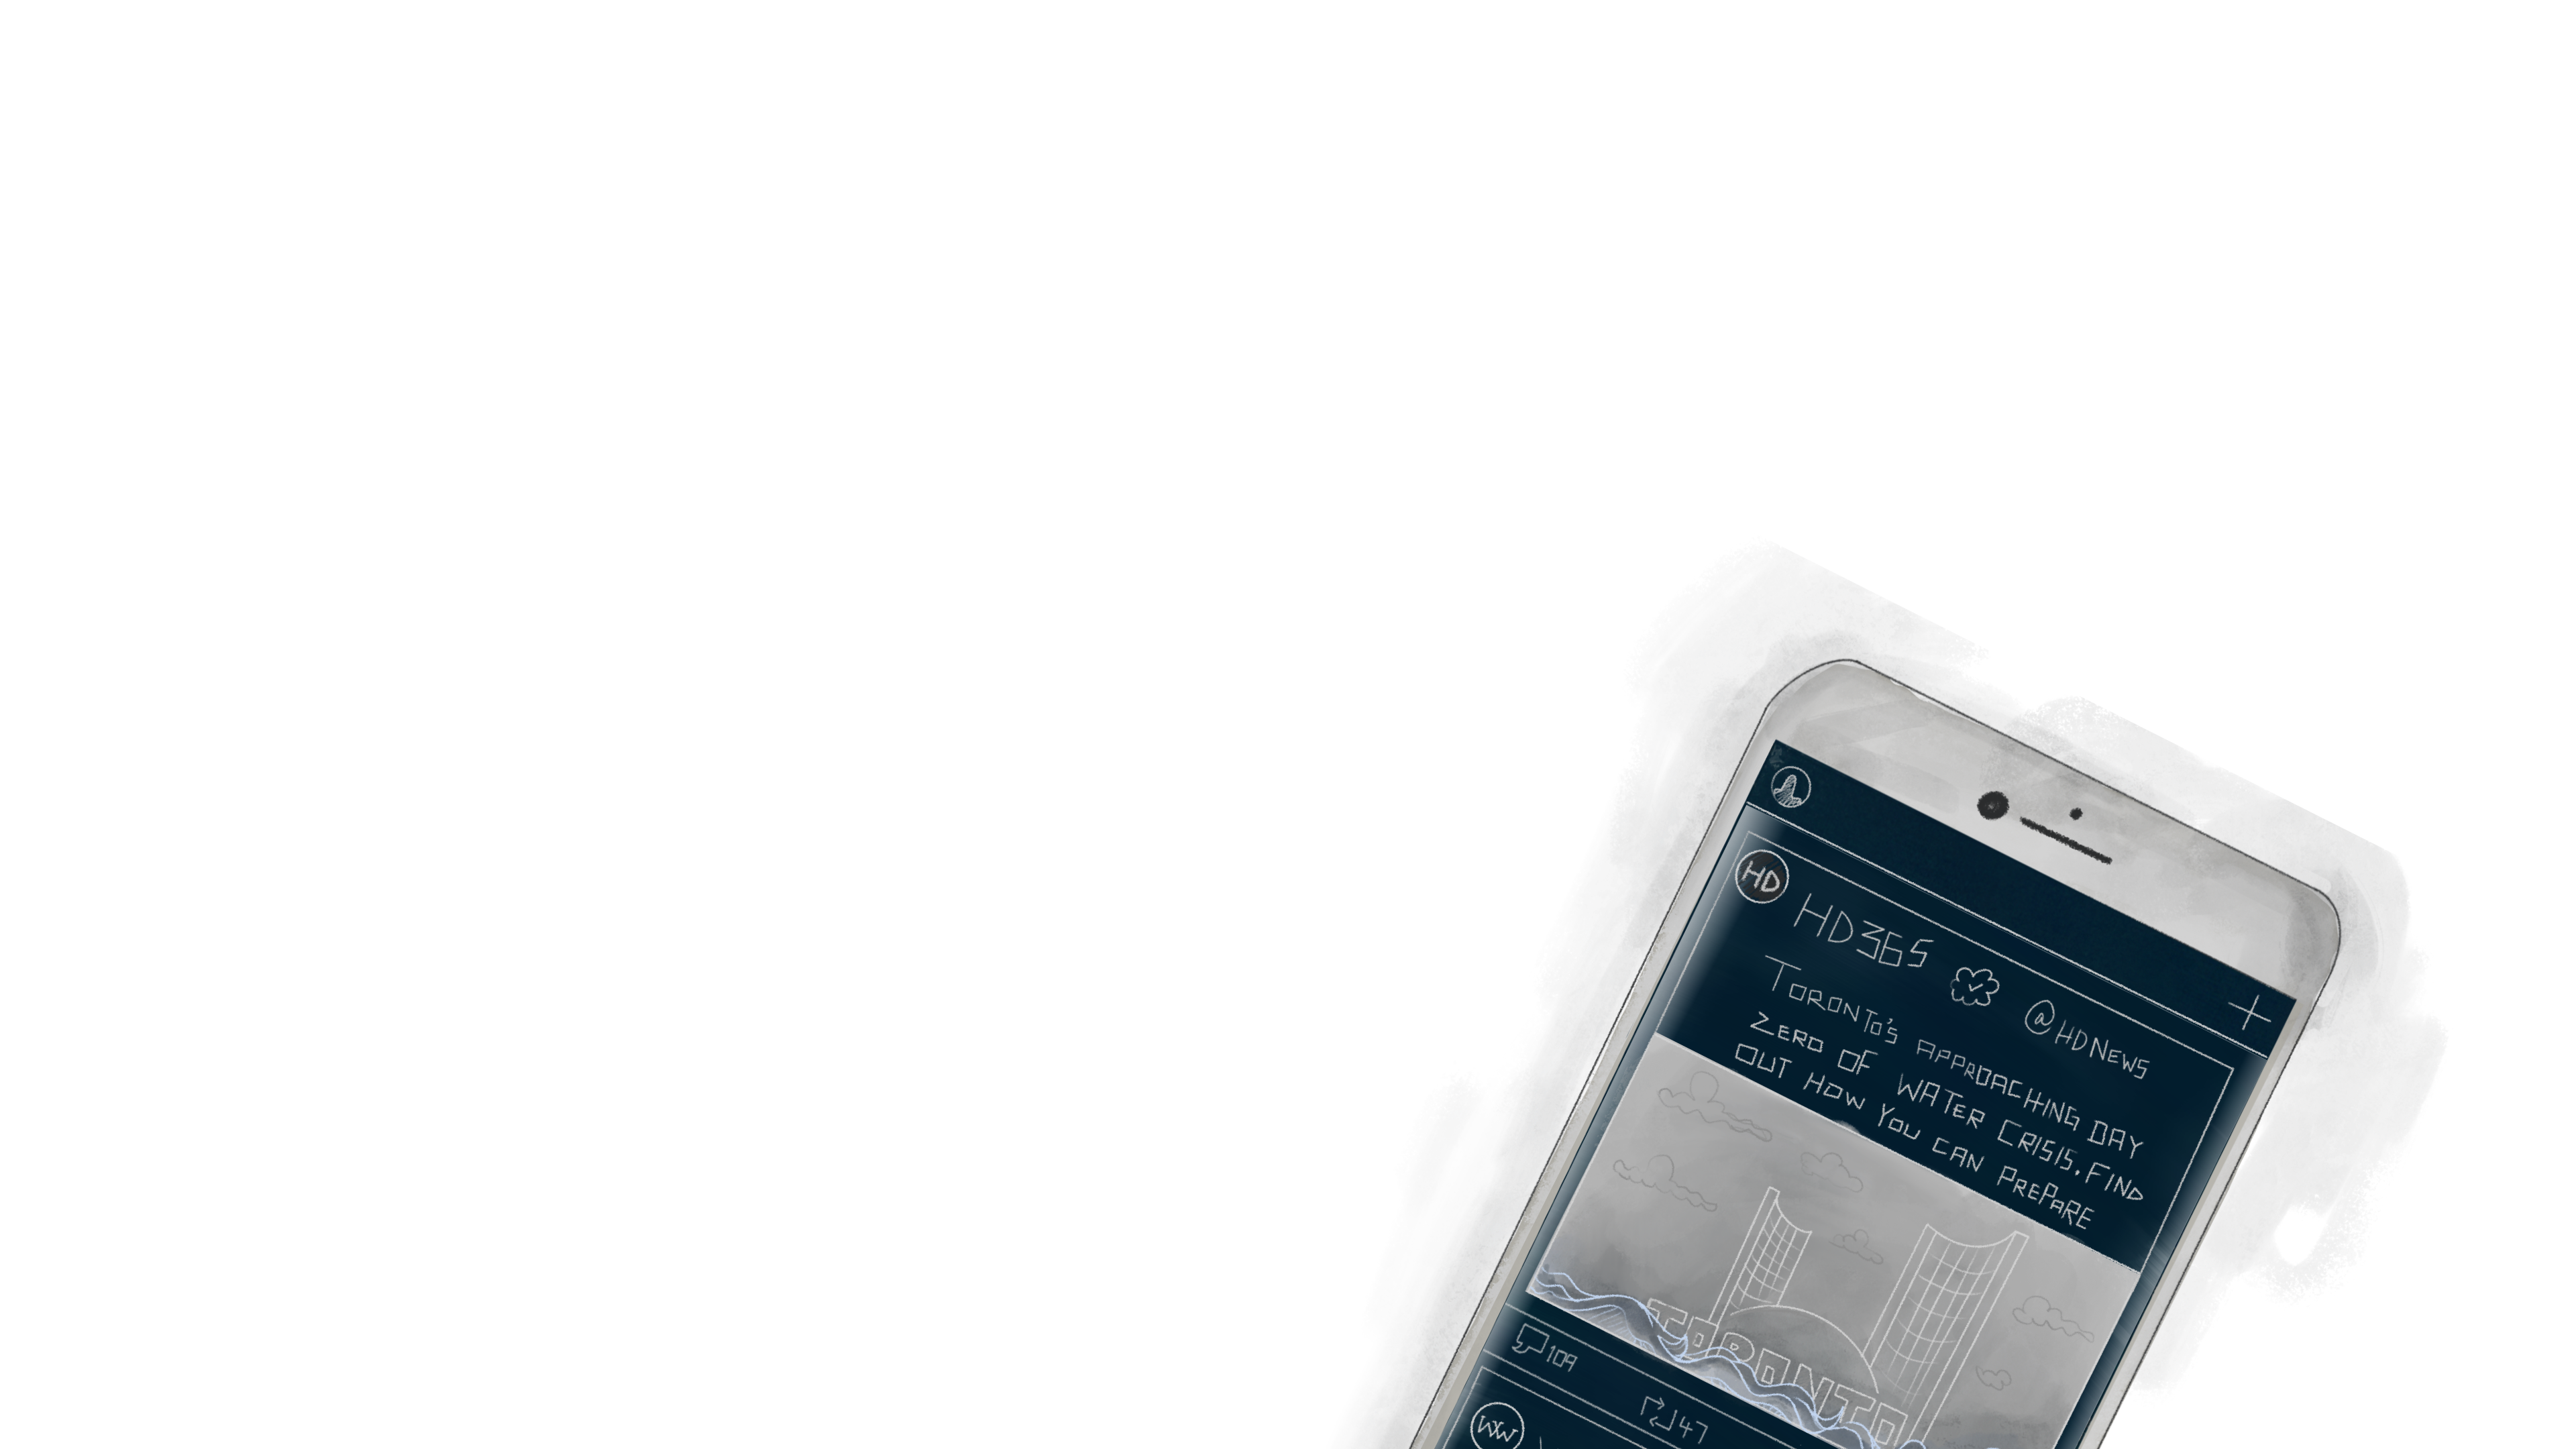 HD
HD365 @HDNEWS
TORONTO'S APPROACHING DAY
ZERO OF WATER CRISIS. FIND
OUT HOW YOU CAN PREPARE
TORONTO
109
47
WW